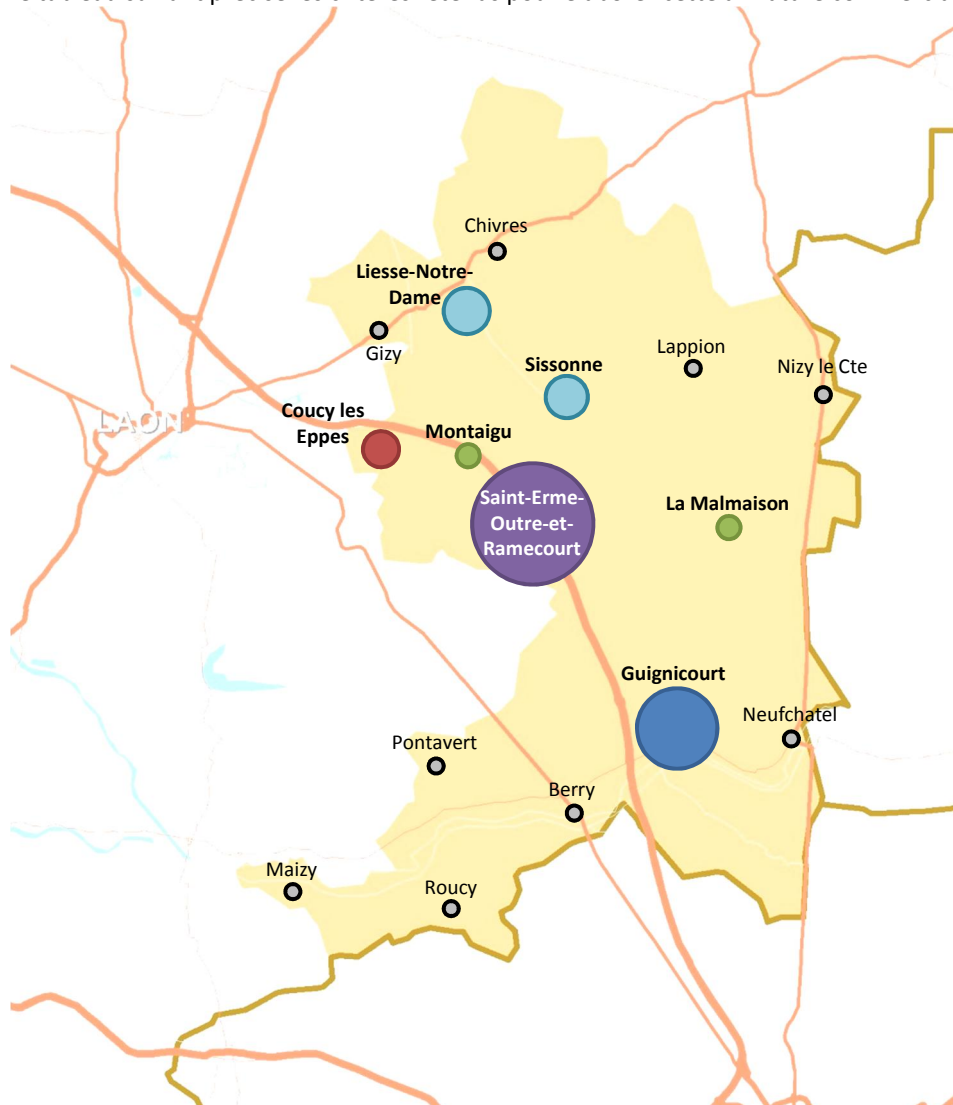 Chivres
Liesse-Notre-
Dame
Gizy
Sissonne
Lappion
Nizy le Cte
LAON
Coucy les
Eppes
Montaigu
Saint-Erme-
Outre-et-
Ramecourt
La Malmaison
Guignicourt
Neufchatel
Pontavert
Berry
Maizy
Roucy